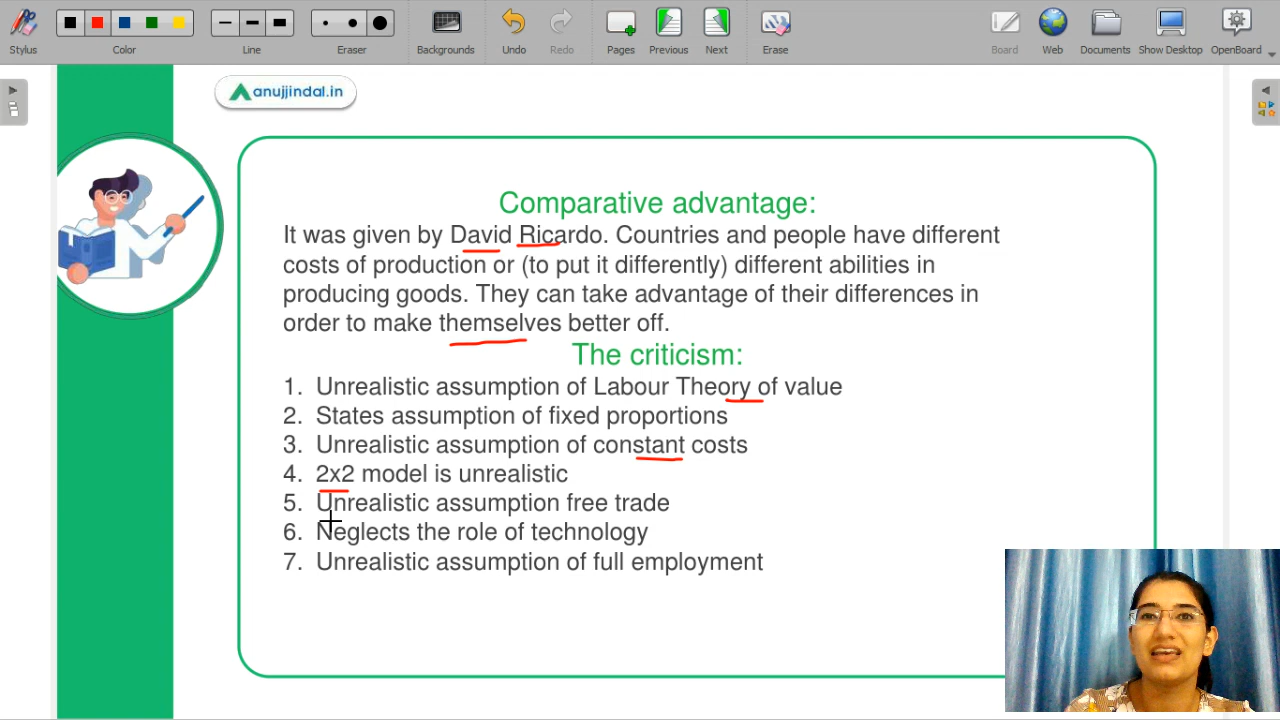 Stylus
Color
Line
Eraser
Backgrounds
Undo
Redo
Pages
Previous
Next
Erase
Board
Web
Documents
Show Desktop
OpenBoard
anujjindal.in
Comparative advantage:
It was given by David Ricardo. Countries and people have different
costs of production or (to put it differently) different abilities in
producing goods. They can take advantage of their differences in
order to make themselves better off.
The criticism:
1. Unrealistic assumption of Labour Theory of value
2. States assumption of fixed proportions
3. Unrealistic assumption of constant costs
4. 2x2 model is unrealistic
5. Unrealistic assumption free trade
6. Neglects the role of technology
7. Unrealistic assumption of full employment